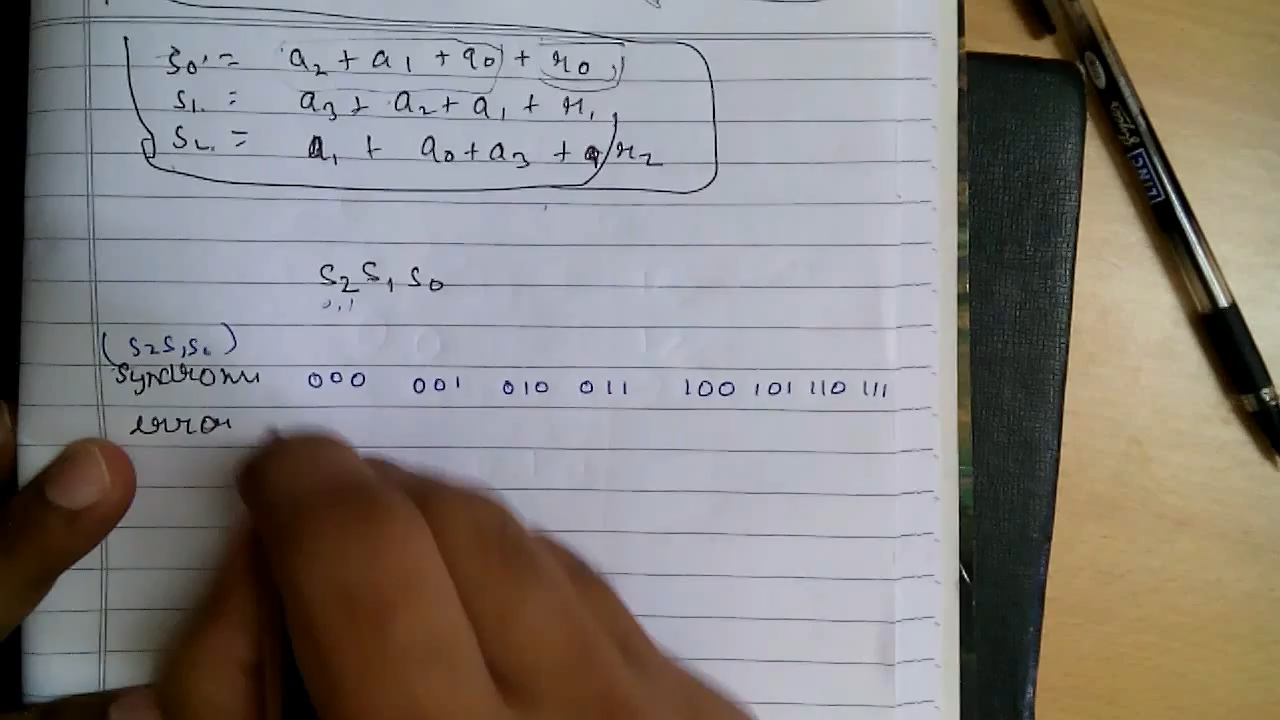 s0 = a2 + a1 + a0 + r0
s1 = a3 + a2 + a1 + r1
s2 = a1 + a0 + a3 + r2
s2 s1 s0
(s2 s1 s0)
Syndrome 000 001 010 011 100 101 110 111
error
LINC